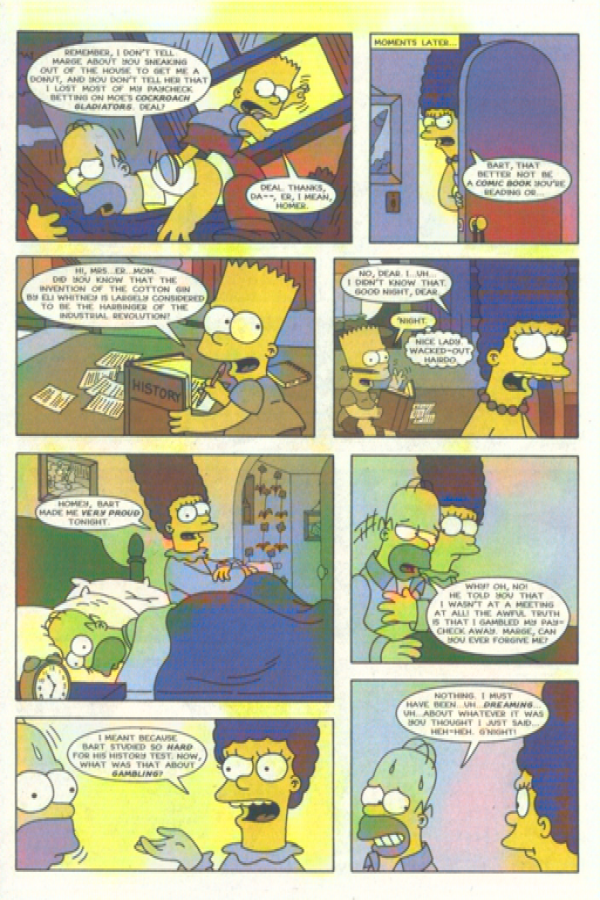 REMEMBER, I DON'T TELL
MARGE ABOUT YOU SNEAKING
OUT OF THE HOUSE TO GET ME A
DONUT, AND YOU DON'T TELL HER THAT
I LOST MOST OF MY PAYCHECK
BETTING ON MOE'S COCKROACH
GLADIATORS. DEAL?
DEAL. THANKS,
DA--, ER, I MEAN,
HOMER.
MOMENTS LATER...
BART, THAT
BETTER NOT BE
A COMIC BOOK YOU'RE
READING OR...
HI, MRS...ER...MOM.
DID YOU KNOW THAT THE
INVENTION OF THE COTTON GIN
BY ELI WHITNEY IS LARGELY CONSIDERED
TO BE THE HARBINGER OF THE
INDUSTRIAL REVOLUTION?
HISTORY
NO, DEAR. I...UH...
I DIDN'T KNOW THAT.
GOOD NIGHT, DEAR.
'NIGHT.
NICE LADY.
WACKED-OUT
HAIRDO.
HOMEY, BART
MADE ME VERY PROUD
TONIGHT.
WHY? OH, NO!
HE TOLD YOU THAT
I WASN'T AT A MEETING
AT ALL! THE AWFUL TRUTH
IS THAT I GAMBLED MY PAY-
CHECK AWAY. MARGE, CAN
YOU EVER FORGIVE ME?
I MEANT BECAUSE
BART STUDIED SO HARD
FOR HIS HISTORY TEST. NOW,
WHAT WAS THAT ABOUT
GAMBLING?
NOTHING. I MUST
HAVE BEEN...UH...DREAMING...
UH...ABOUT WHATEVER IT WAS
YOU THOUGHT I JUST SAID...
HEH-HEH. G'NIGHT!